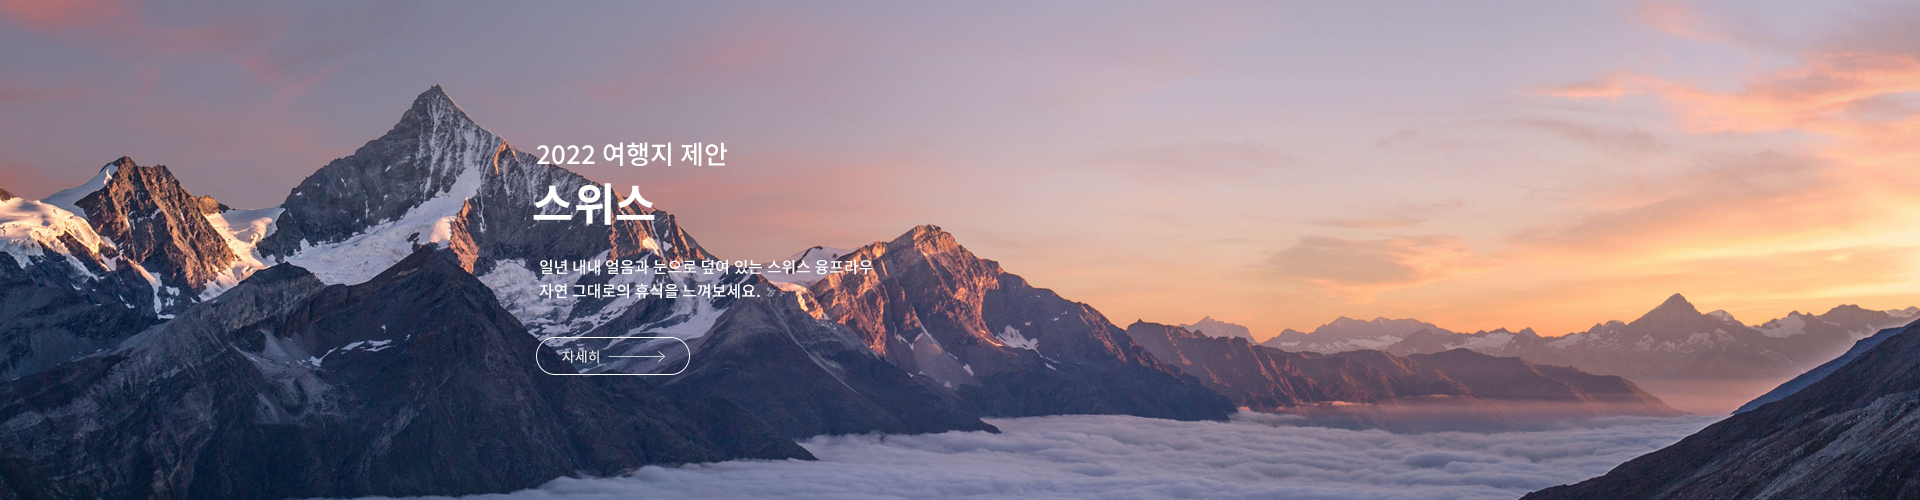 2022 여행지 제안
스위스
일년 내내 얼음과 눈으로 덮여 있는 스위스 융프라우
자연 그대로의 휴식을 느껴보세요.
자세히